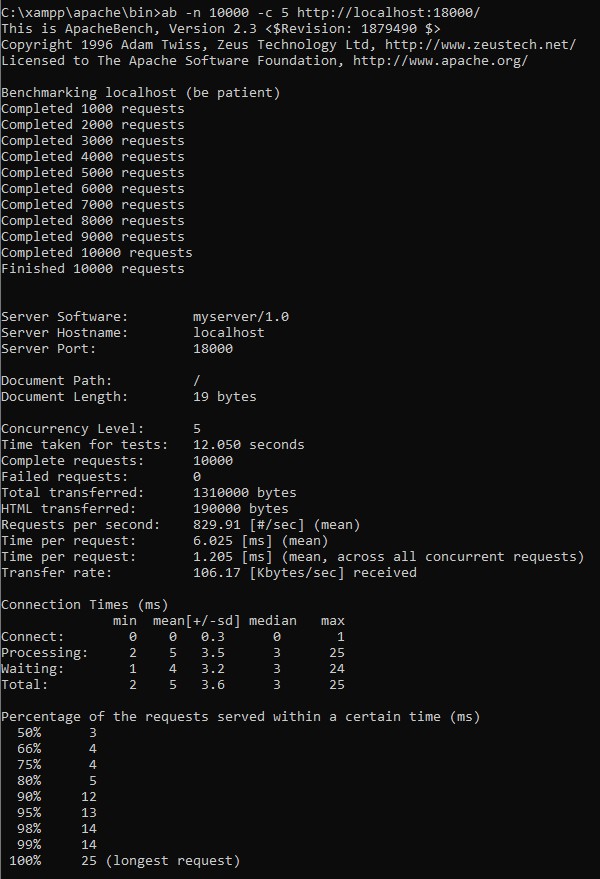 C:\xampp\apache\bin>ab -n 10000 -c 5 http://localhost:18000/
This is ApacheBench, Version 2.3 <$Revision: 1879490 $>
Copyright 1996 Adam Twiss, Zeus Technology Ltd, http://www.zeustech.net/
Licensed to The Apache Software Foundation, http://www.apache.org/

Benchmarking localhost (be patient)
Completed 1000 requests
Completed 2000 requests
Completed 3000 requests
Completed 4000 requests
Completed 5000 requests
Completed 6000 requests
Completed 7000 requests
Completed 8000 requests
Completed 9000 requests
Completed 10000 requests
Finished 10000 requests


Server Software:        myserver/1.0
Server Hostname:        localhost
Server Port:            18000

Document Path:          /
Document Length:        19 bytes

Concurrency Level:      5
Time taken for tests:   12.050 seconds
Complete requests:      10000
Failed requests:        0
Total transferred:      1310000 bytes
HTML transferred:       190000 bytes
Requests per second:    829.91 [#/sec] (mean)
Time per request:       6.025 [ms] (mean)
Time per request:       1.205 [ms] (mean, across all concurrent requests)
Transfer rate:          106.17 [Kbytes/sec] received

Connection Times (ms)
              min  mean[+/-sd] median   max
Connect:        0    0   0.3      0       1
Processing:     2    5   3.5      3      25
Waiting:        1    4   3.2      3      24
Total:          2    5   3.6      3      25

Percentage of the requests served within a certain time (ms)
  50%      3
  66%      4
  75%      4
  80%      5
  90%     12
  95%     13
  98%     14
  99%     14
 100%     25 (longest request)